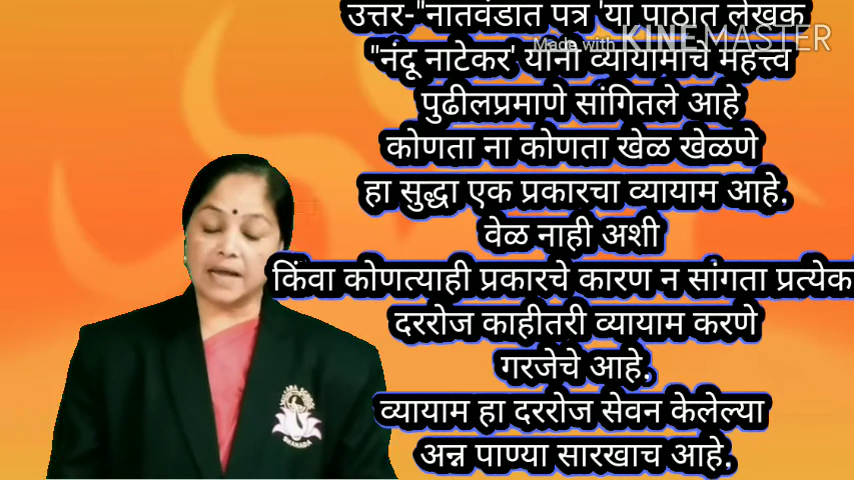 उत्तर-"नातवंडास पत्र 'या पाठात लेखक
Made with KINEMASTER
"नंदू नाटेकर' यांनी व्यायामाचे महत्त्व
पुढीलप्रमाणे सांगितले आहे
कोणता ना कोणता खेळ खेळणे
हा सुद्धा एक प्रकारचा व्यायाम आहे,
वेळ नाही अशी
किंवा कोणत्याही प्रकारचे कारण न सांगता प्रत्येक
दररोज काहीतरी व्यायाम करणे
गरजेचे आहे,
व्यायाम हा दररोज सेवन केलेल्या
अन्न पाण्या सारखाच आहे,
SHARADA